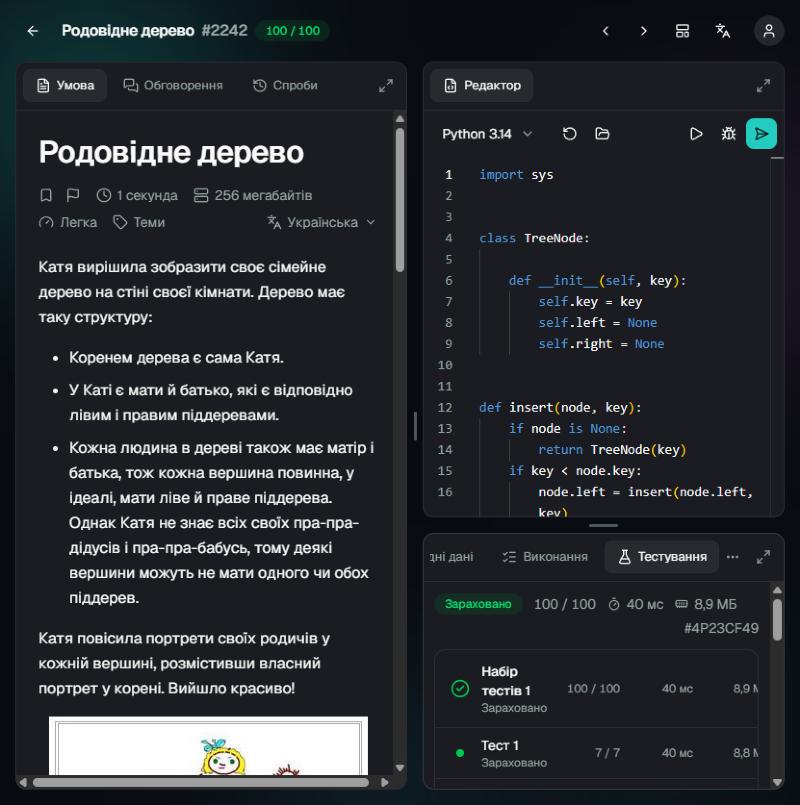 Родовідне дерево #2242 100 / 100
Умова Обговорення Спроби
Родовідне дерево
1 секунда 256 мегабайтів
Легка Теми Українська
Катя вирішила зобразити своє сімейне
дерево на стіні своєї кімнати. Дерево має
таку структуру:
• Коренем дерева є сама Катя.
• У Каті є мати й батько, які є відповідно
лівим і правим піддеревами.
• Кожна людина в дереві також має матір і
батька, тож кожна вершина повинна, у
ідеалі, мати ліве й праве піддерева.
Однак Катя не знає всіх своїх пра-пра-
дідусів і пра-пра-бабусь, тому деякі
вершини можуть не мати одного чи обох
піддерев.
Катя повісила портрети своїх родичів у
кожній вершині, розмістивши власний
портрет у корені. Вийшло красиво!
Редактор
Python 3.14
1 import sys
2
3
4 class TreeNode:
5
6 def __init__(self, key):
7 self.key = key
8 self.left = None
9 self.right = None
10
11
12 def insert(node, key):
13 if node is None:
14 return TreeNode(key)
15 if key < node.key:
16 node.left = insert(node.left,
key)
дні дані Виконання Тестування ...
Зараховано 100 / 100 40 мс 8,9 МБ
#4P23CF49
Набір
тестів 1 100 / 100 40 мс 8,9 М
Зараховано
Тест 1 7 / 7 40 мс 8,8 М
Зараховано